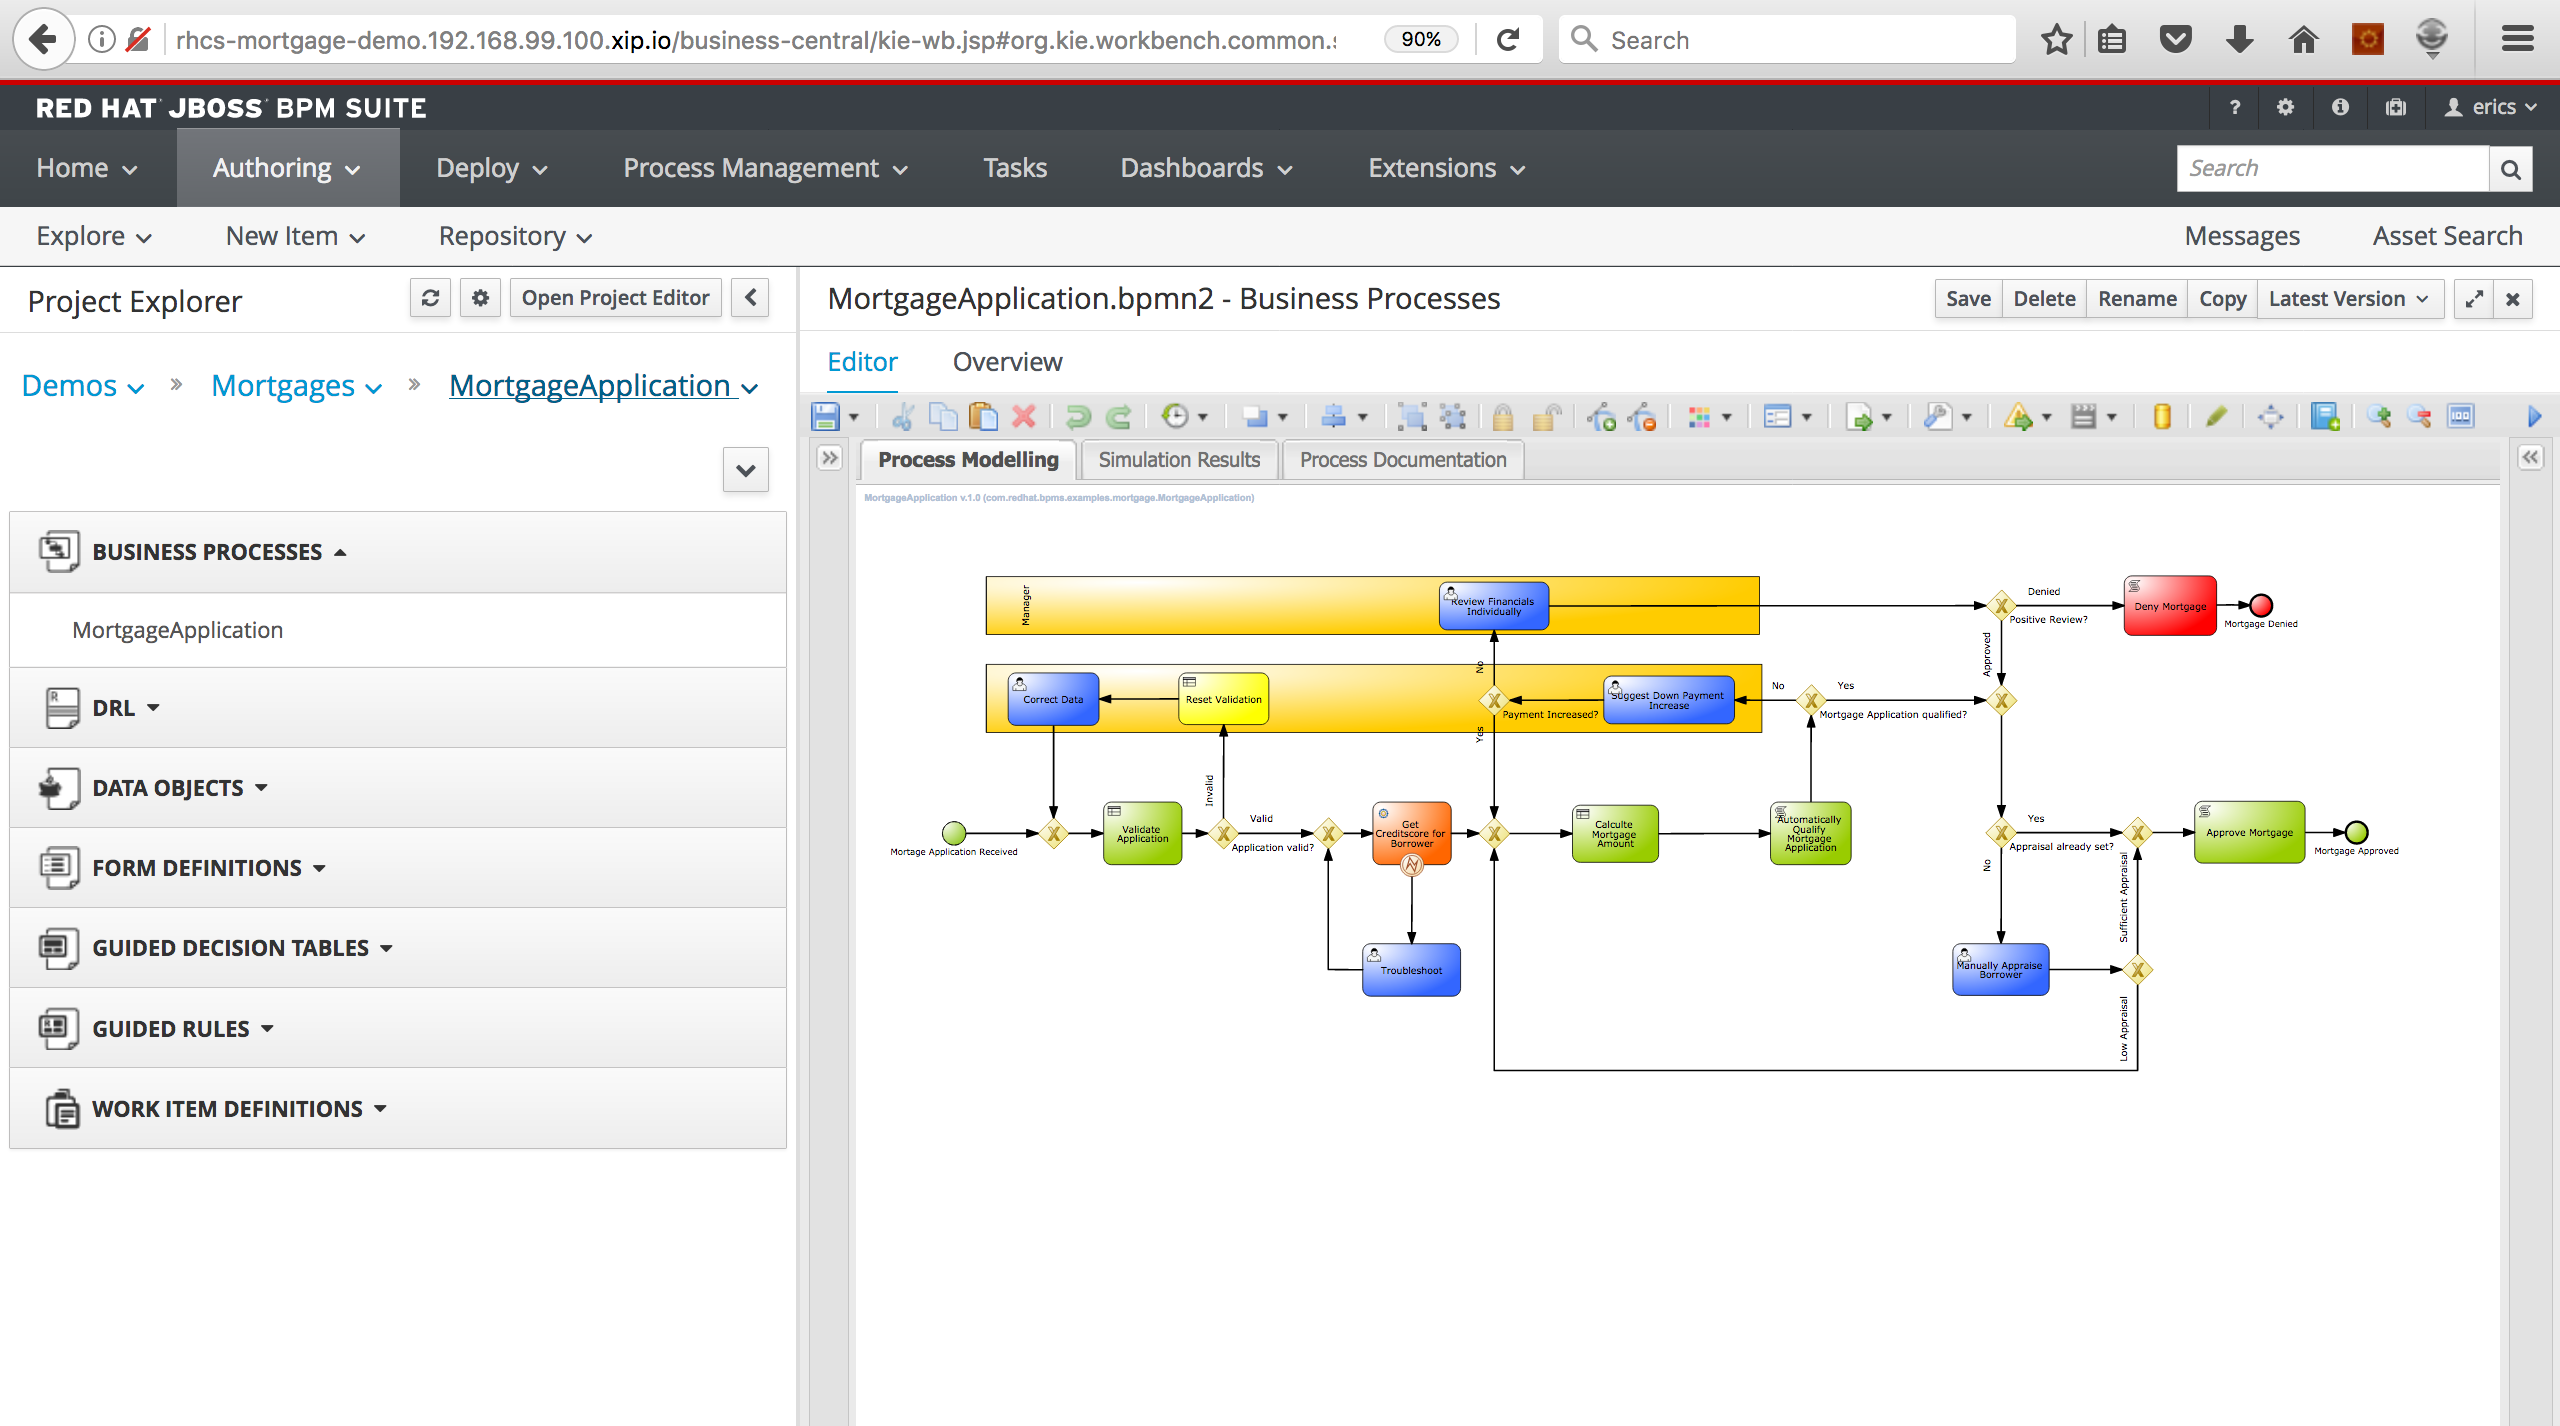 rhcs-mortgage-demo.192.168.99.100.xip.io/business-central/kie-wb.jsp#org.kie.workbench.common.s
90%
Search
RED HAT JBOSS BPM SUITE
erics
Home
Authoring
Deploy
Process Management
Tasks
Dashboards
Extensions
Search
Explore
New Item
Repository
Messages
Asset Search
Project Explorer
Open Project Editor
Demos » Mortgages » MortgageApplication
BUSINESS PROCESSES
MortgageApplication
DRL
DATA OBJECTS
FORM DEFINITIONS
GUIDED DECISION TABLES
GUIDED RULES
WORK ITEM DEFINITIONS
MortgageApplication.bpmn2 - Business Processes
Save
Delete
Rename
Copy
Latest Version
Editor
Overview
Process Modelling
Simulation Results
Process Documentation
MortgageApplication v.1.0 (com.redhat.bpms.examples.mortgage.MortgageApplication)
Manager
Review Financials
Individually
Denied
Positive Review?
Deny Mortgage
Mortgage Denied
Approved
No
Correct Data
Reset Validation
Payment Increased?
Suggest Down Payment
Increase
No
Yes
Mortgage Application qualified?
Yes
Invalid
Mortage Application Received
Validate
Application
Valid
Application valid?
Get
Creditscore for
Borrower
Calculte
Mortgage
Amount
Automatically
Qualify
Mortgage
Application
Yes
Appraisal already set?
No
Approve Mortgage
Mortgage Approved
Sufficient Appraisal
Troubleshoot
Manually Appraise
Borrower
Low Appraisal